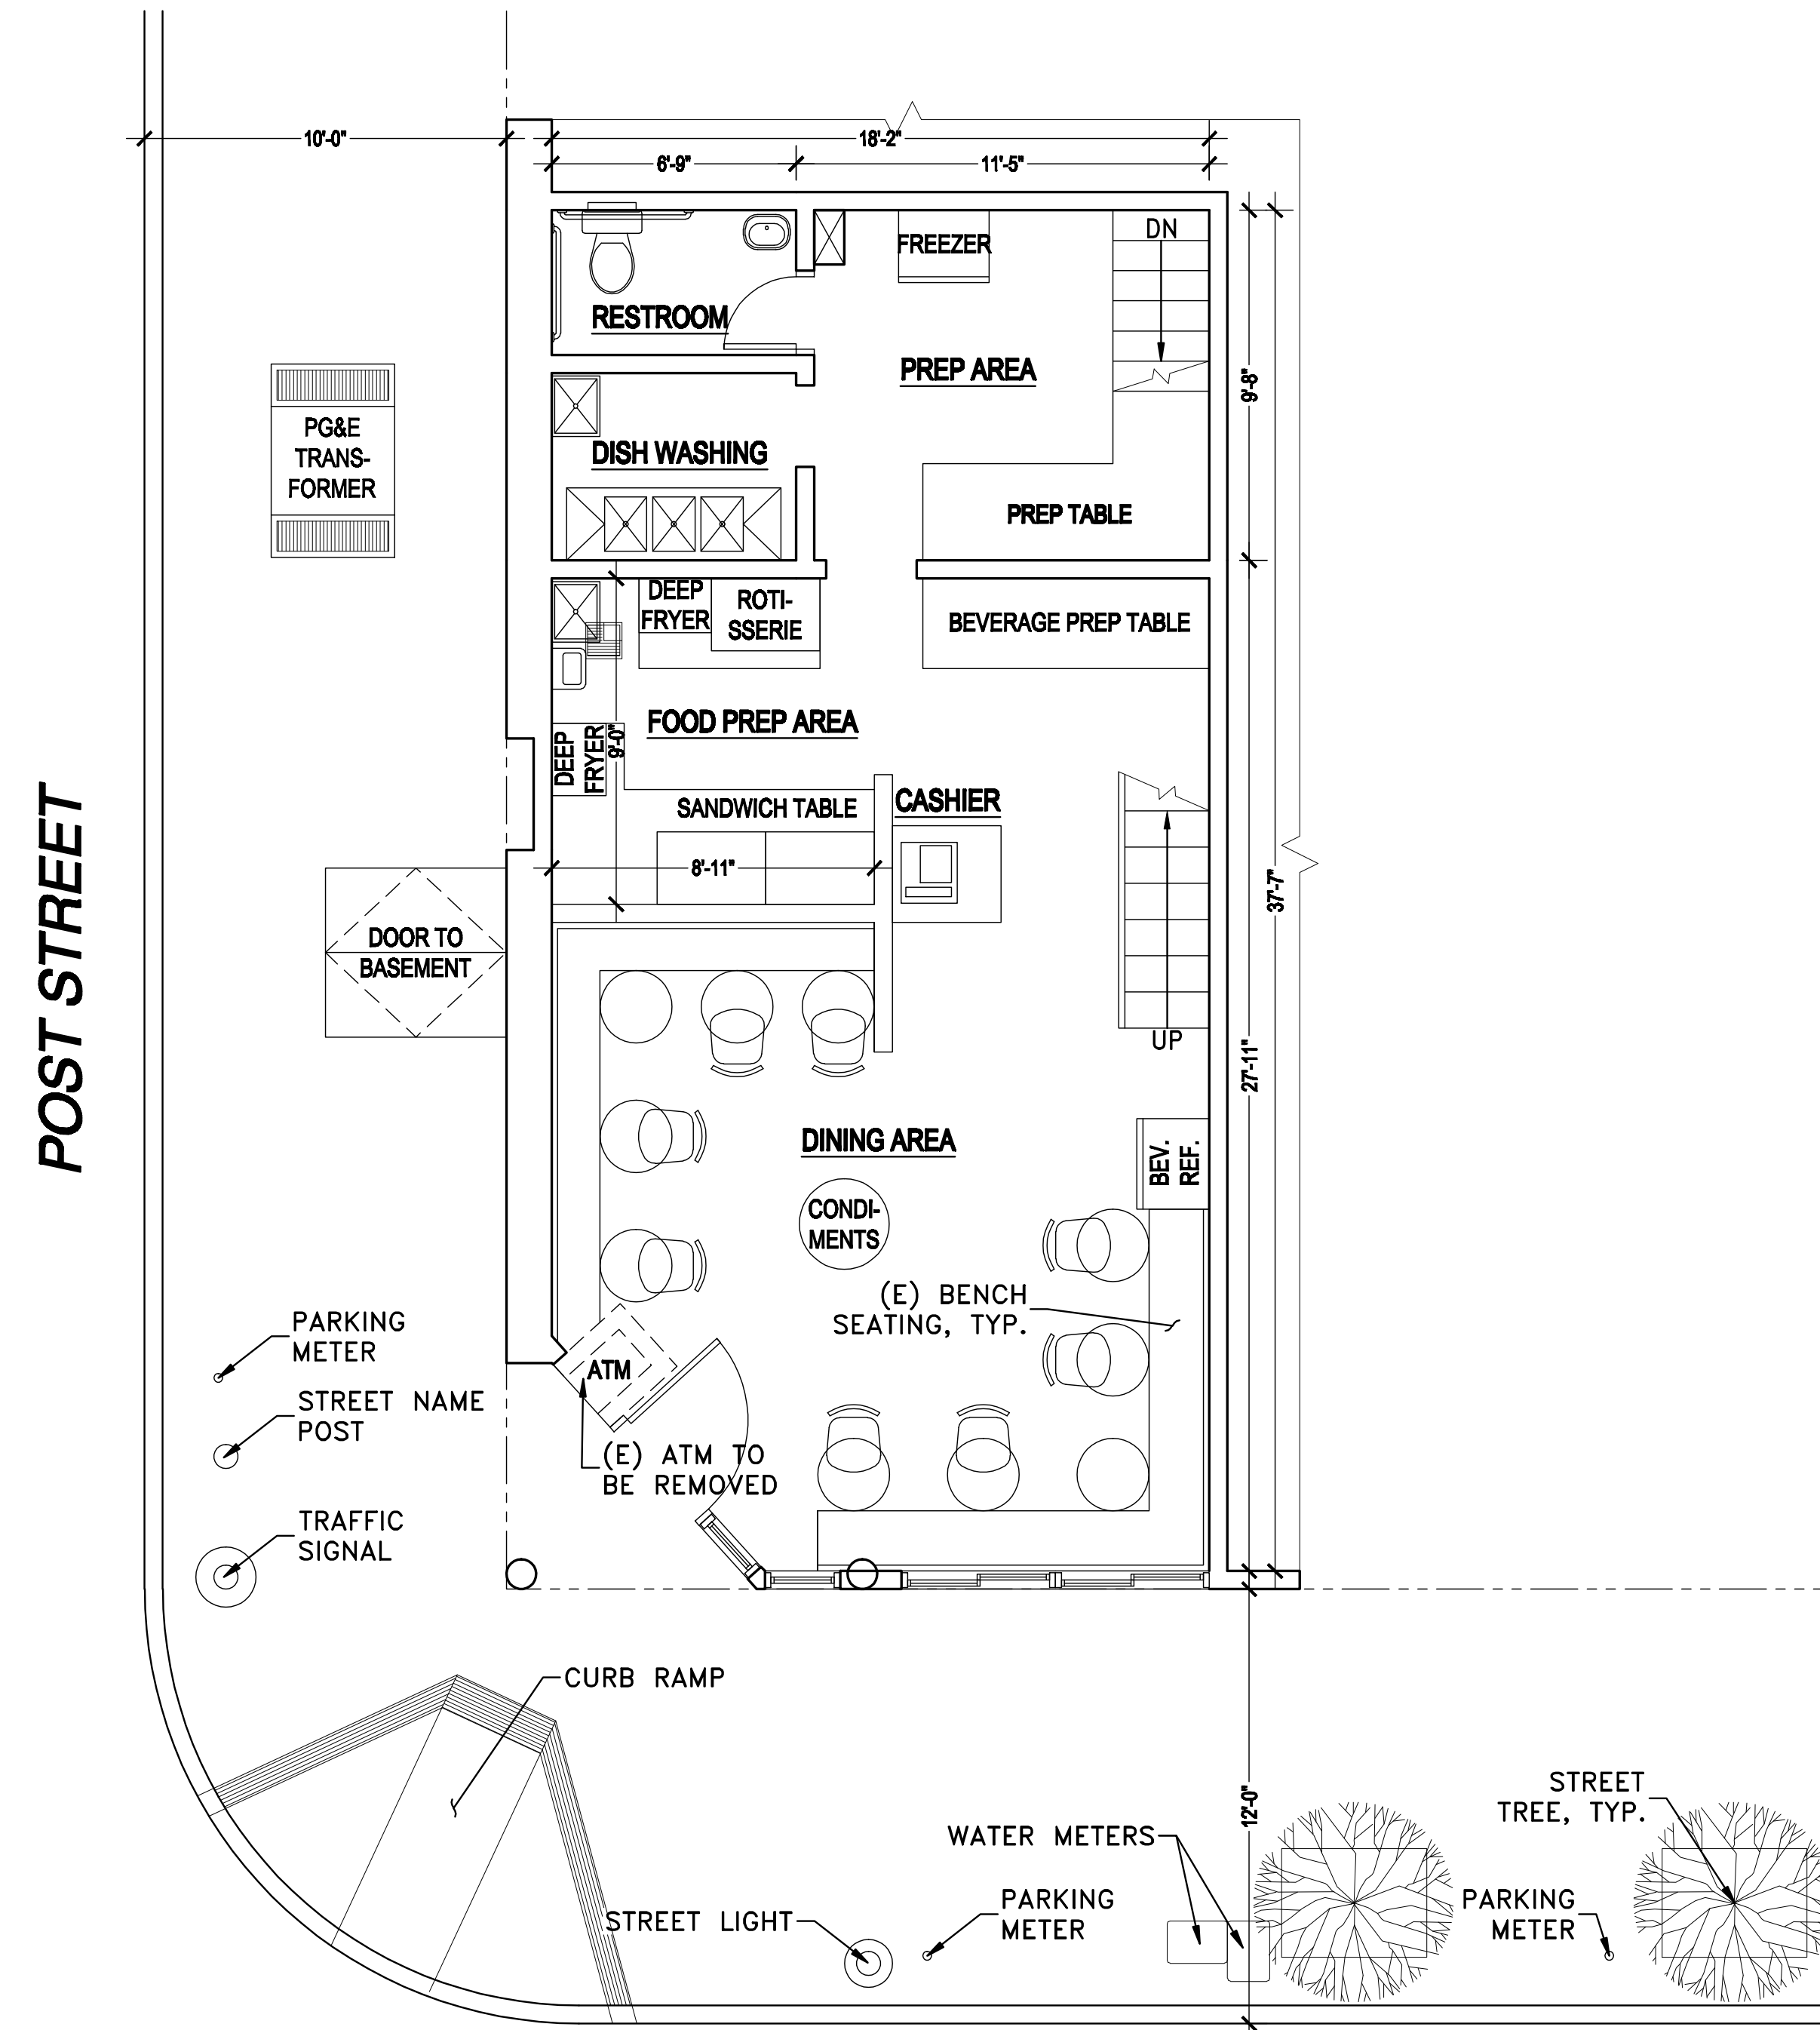 10'-0"
18'-2"
6'-9"
11'-5"
DN
FREEZER
RESTROOM
PREP AREA
9'-8"
PG&E
TRANS-
FORMER
DISH WASHING
PREP TABLE
DEEP
FRYER
ROTI-
SSERIE
BEVERAGE PREP TABLE
FOOD PREP AREA
DEEP
FRYER
9'-0"
SANDWICH TABLE
CASHIER
8'-11"
37'-7"
POST STREET
DOOR TO
BASEMENT
UP
27'-11"
DINING AREA
BEV.
REF.
CONDI-
MENTS
(E) BENCH
SEATING, TYP.
PARKING
METER
ATM
STREET NAME
POST
(E) ATM TO
BE REMOVED
TRAFFIC
SIGNAL
CURB RAMP
12'-0"
STREET
TREE, TYP.
WATER METERS
STREET LIGHT
PARKING
METER
PARKING
METER